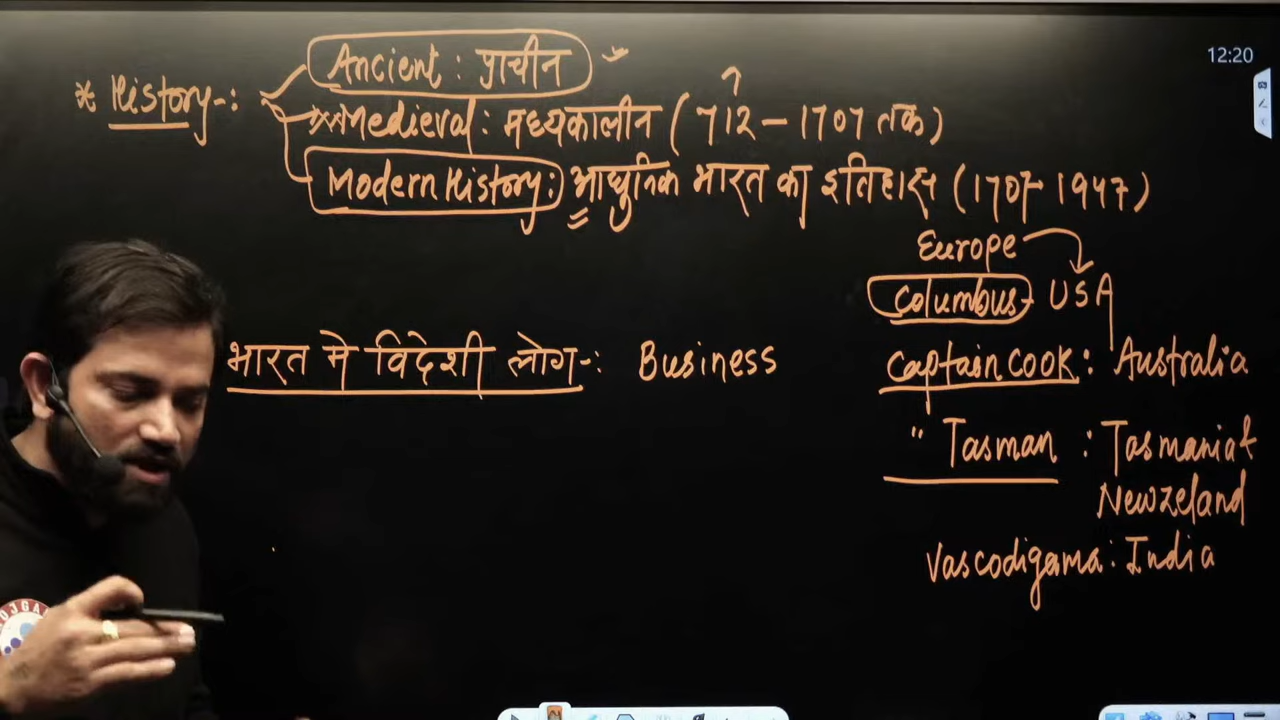 12:20
* History-: Ancient : प्राचीन
Medieval : मध्यकालीन ( 712 – 1707 तक )
Modern History : आधुनिक भारत का इतिहास ( 1707 - 1947 )
Europe
Columbus - USA
भारत मे विदेशी लोग-: Business
Captain Cook : Australia
" Tasman : Tasmania &
Newzeland
Vascodigama : India